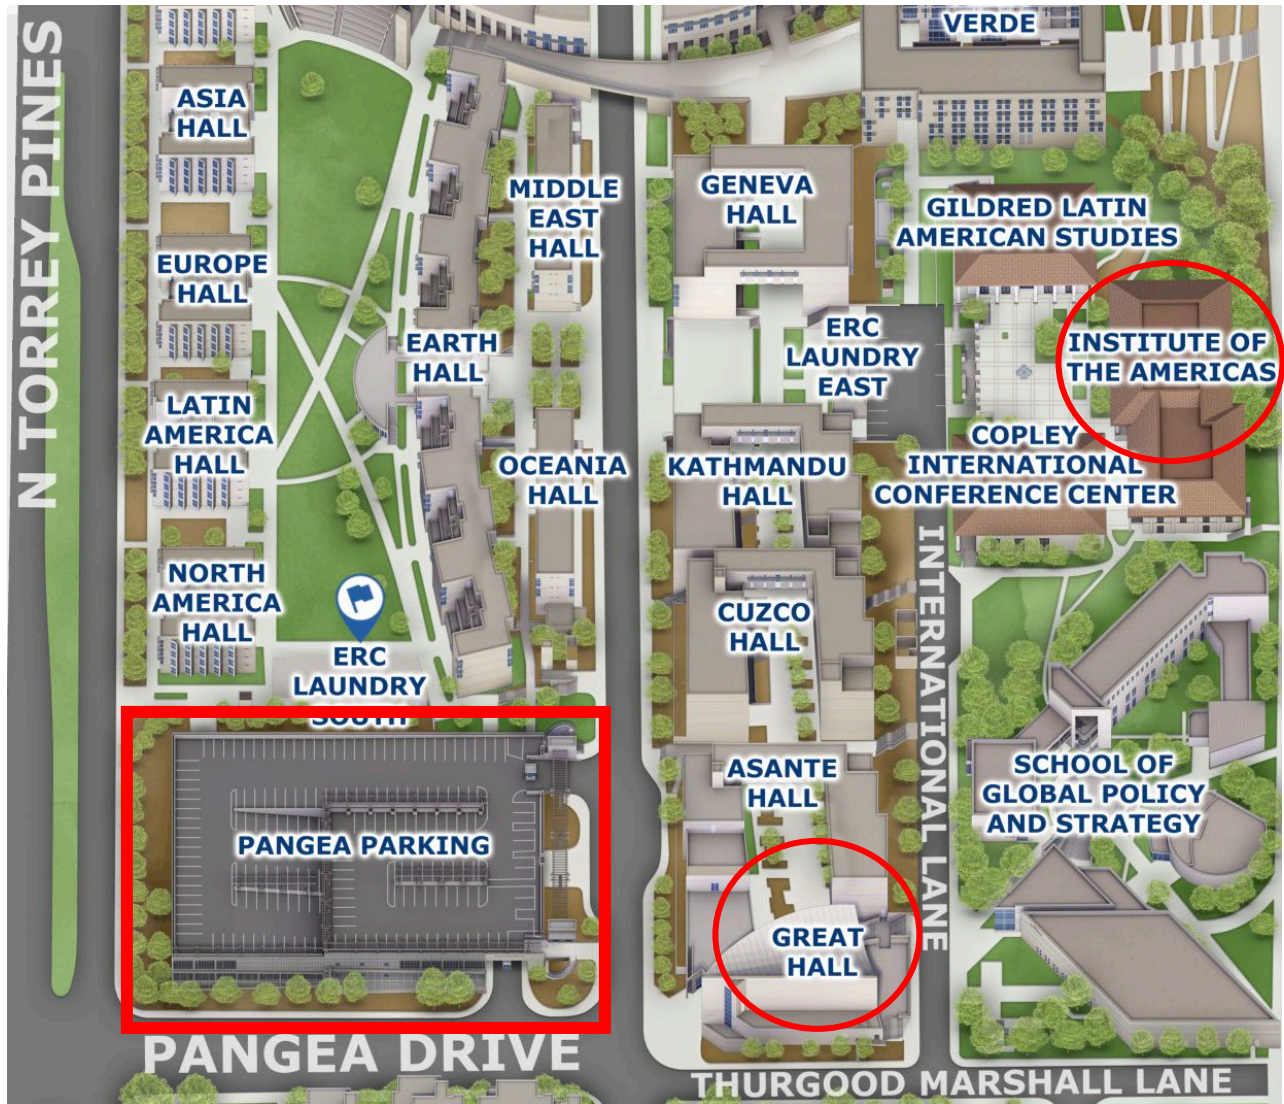 VERDE
N TORREY PINES
ASIA
HALL
MIDDLE
EAST
HALL
GENEVA
HALL
GILDRED LATIN
AMERICAN STUDIES
EUROPE
HALL
EARTH
HALL
ERC
LAUNDRY
EAST
INSTITUTE OF
THE AMERICAS
LATIN
AMERICA
HALL
OCEANIA
HALL
KATHMANDU
HALL
COPLEY
INTERNATIONAL
CONFERENCE CENTER
NORTH
AMERICA
HALL
ERC
LAUNDRY
SOUTH
CUZCO
HALL
INTERNATIONAL LANE
PANGEA PARKING
ASANTE
HALL
SCHOOL OF
GLOBAL POLICY
AND STRATEGY
GREAT
HALL
PANGEA DRIVE
THURGOOD MARSHALL LANE